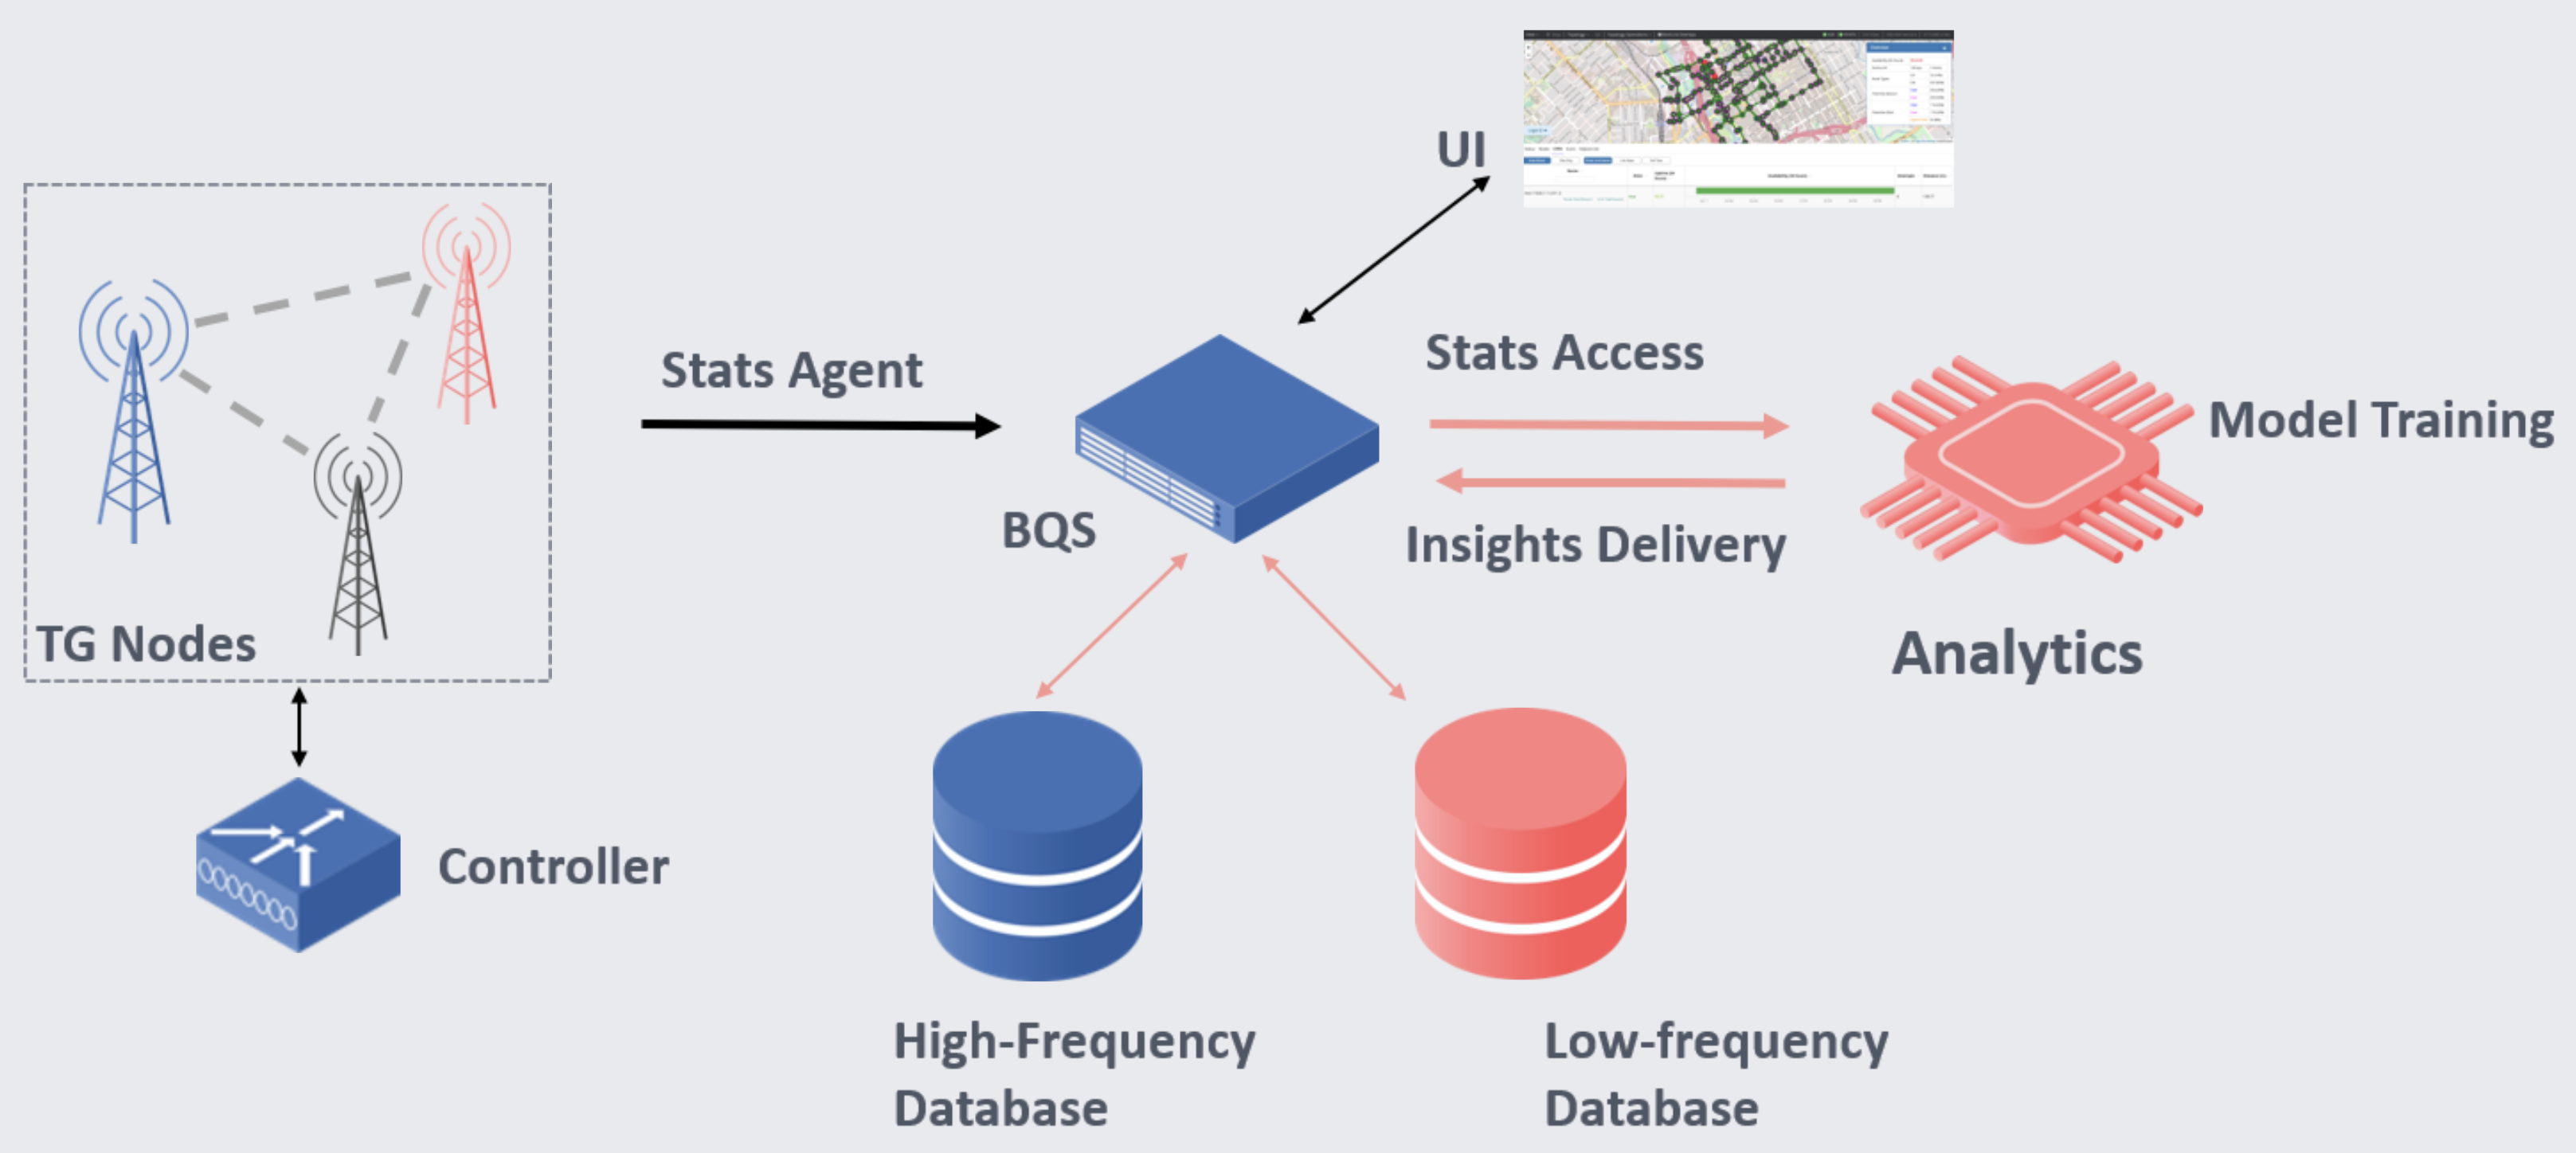 UI
Stats Agent
Stats Access
Model Training
BQS
Insights Delivery
TG Nodes
Analytics
Controller
High-Frequency
Database
Low-frequency
Database